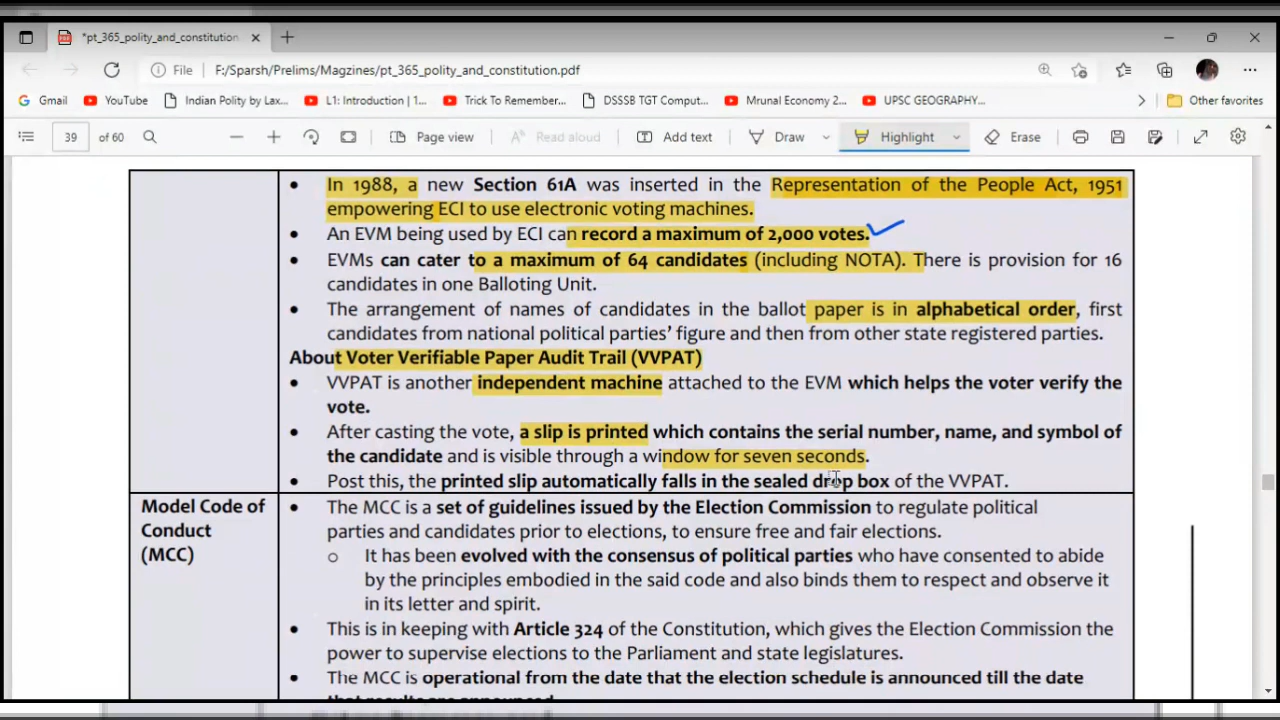 *pt_365_polity_and_constitution
File F:/Sparsh/Prelims/Magzines/pt_365_polity_and_constitution.pdf
Gmail YouTube Indian Polity by Lax... L1: Introduction | 1... Trick To Remember... DSSSB TGT Comput... Mrunal Economy 2... UPSC GEOGRAPHY... Other favorites
39 of 60 Page view Read aloud Add text Draw Highlight Erase
• In 1988, a new Section 61A was inserted in the Representation of the People Act, 1951
empowering ECI to use electronic voting machines.
• An EVM being used by ECI can record a maximum of 2,000 votes.
• EVMs can cater to a maximum of 64 candidates (including NOTA). There is provision for 16
candidates in one Balloting Unit.
• The arrangement of names of candidates in the ballot paper is in alphabetical order, first
candidates from national political parties' figure and then from other state registered parties.
About Voter Verifiable Paper Audit Trail (VVPAT)
• VVPAT is another independent machine attached to the EVM which helps the voter verify the
vote.
• After casting the vote, a slip is printed which contains the serial number, name, and symbol of
the candidate and is visible through a window for seven seconds.
• Post this, the printed slip automatically falls in the sealed drop box of the VVPAT.
Model Code of
Conduct
(MCC)
• The MCC is a set of guidelines issued by the Election Commission to regulate political
parties and candidates prior to elections, to ensure free and fair elections.
o It has been evolved with the consensus of political parties who have consented to abide
by the principles embodied in the said code and also binds them to respect and observe it
in its letter and spirit.
• This is in keeping with Article 324 of the Constitution, which gives the Election Commission the
power to supervise elections to the Parliament and state legislatures.
• The MCC is operational from the date that the election schedule is announced till the date